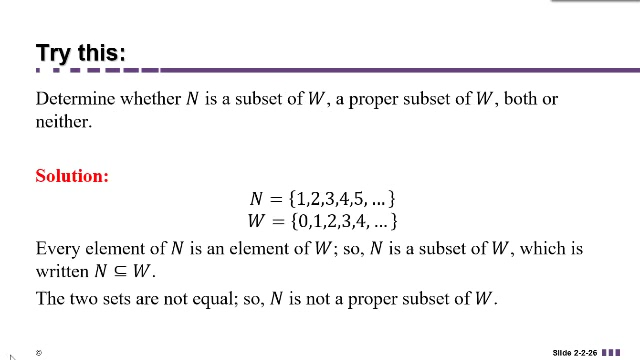 Try this:
Determine whether N is a subset of W, a proper subset of W, both or
neither.
Solution:
N = {1,2,3,4,5, ...}
W = {0,1,2,3,4, ...}
Every element of N is an element of W; so, N is a subset of W, which is
written N ⊆ W.
The two sets are not equal; so, N is not a proper subset of W.
©
Slide 2-2-26